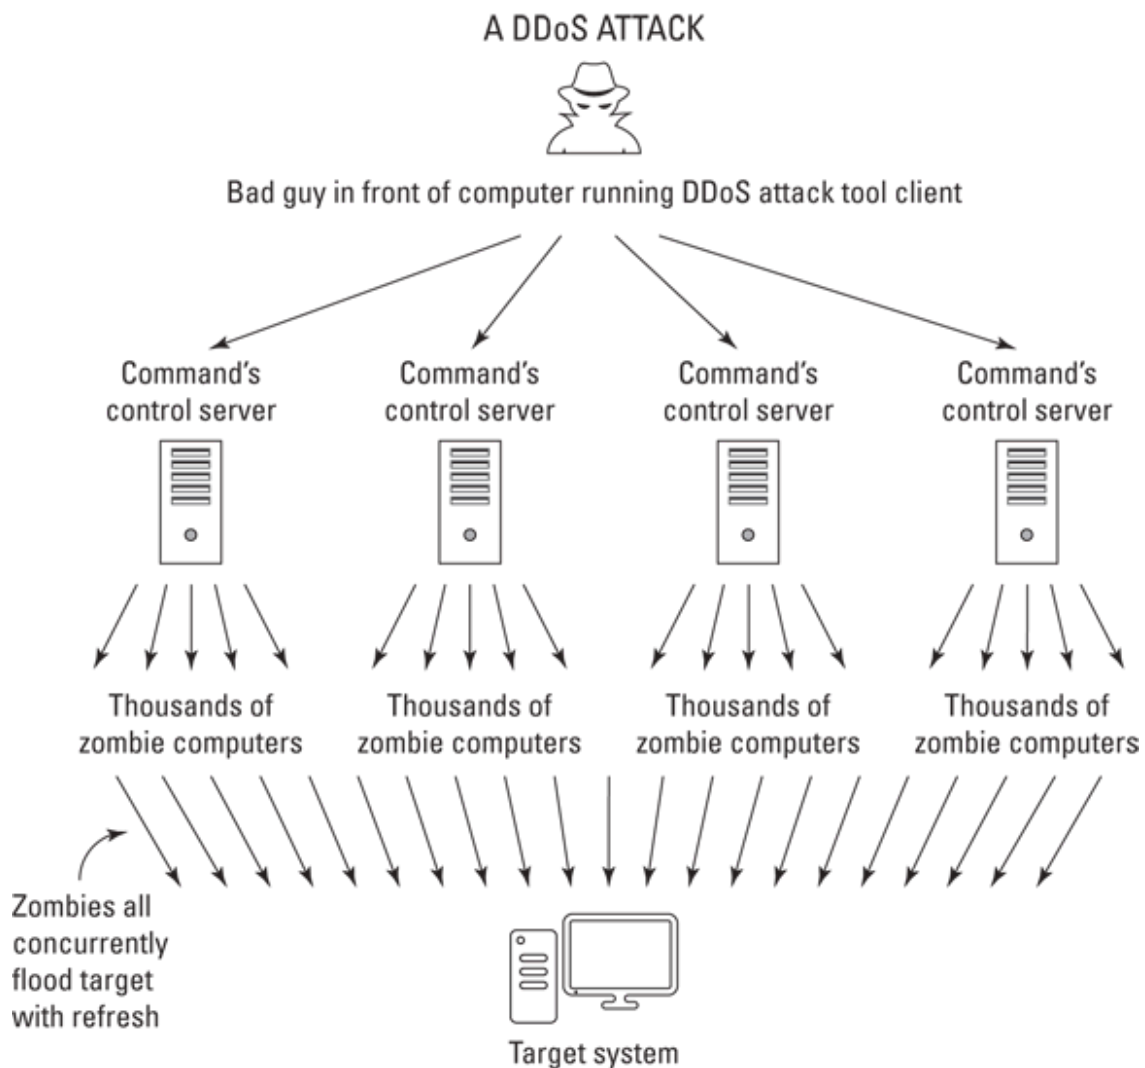 A DDoS ATTACK
Bad guy in front of computer running DDoS attack tool client
Command's
control server
Command's
control server
Command's
control server
Command's
control server
Thousands of
zombie computers
Thousands of
zombie computers
Thousands of
zombie computers
Thousands of
zombie computers
Zombies all
concurrently
flood target
with refresh
Target system